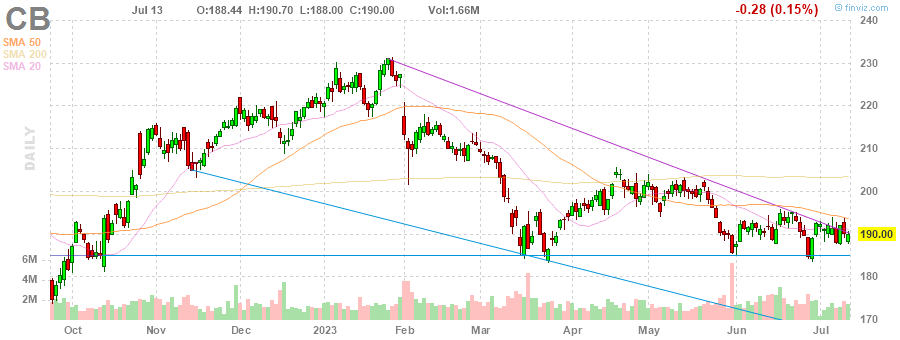 CB Jul 13 O:188.44 H:190.70 L:188.00 C:190.00 Vol:1.66M -0.28 (0.15%) finviz.com
SMA 50
SMA 200
SMA 20
DAILY
240
230
220
210
200
190.00
180
170
6M
4M
2M
Oct Nov Dec 2023 Feb Mar Apr May Jun Jul